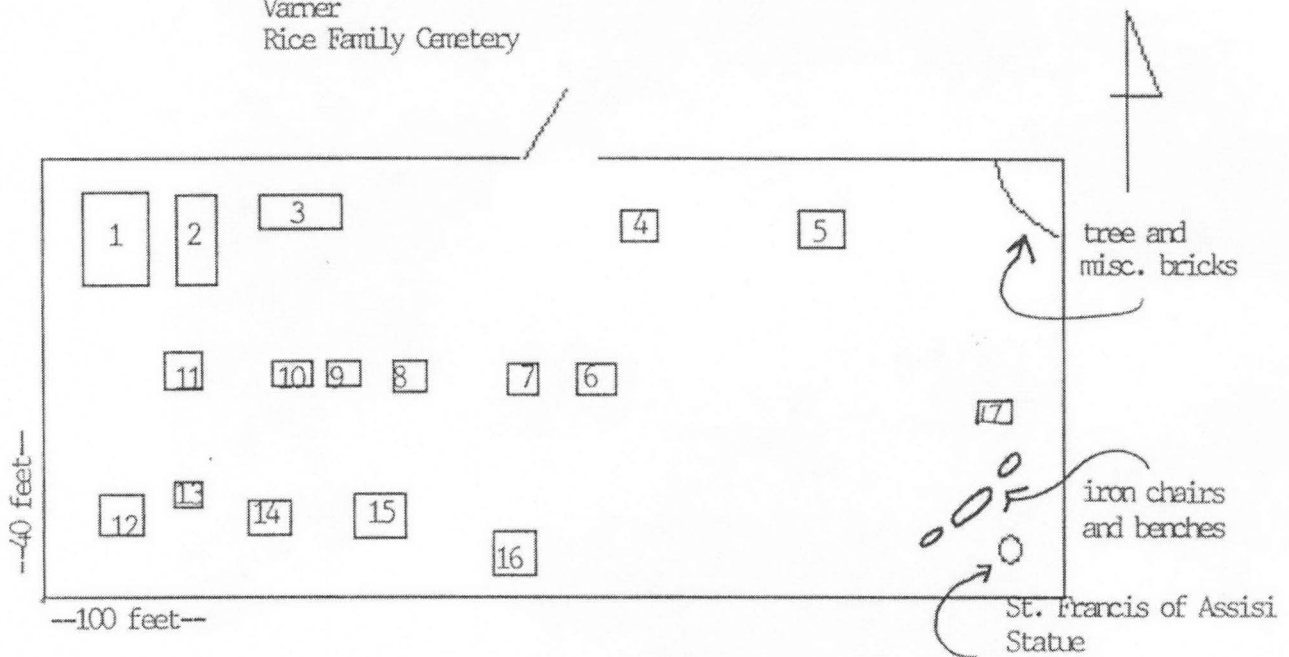 Varner
Rice Family Cemetery
1
2
3
4
5
tree and
misc. bricks
11
10
9
8
7
6
17
--40 feet--
12
13
14
15
16
iron chairs
and benches
--100 feet--
St. Francis of Assisi
Statue